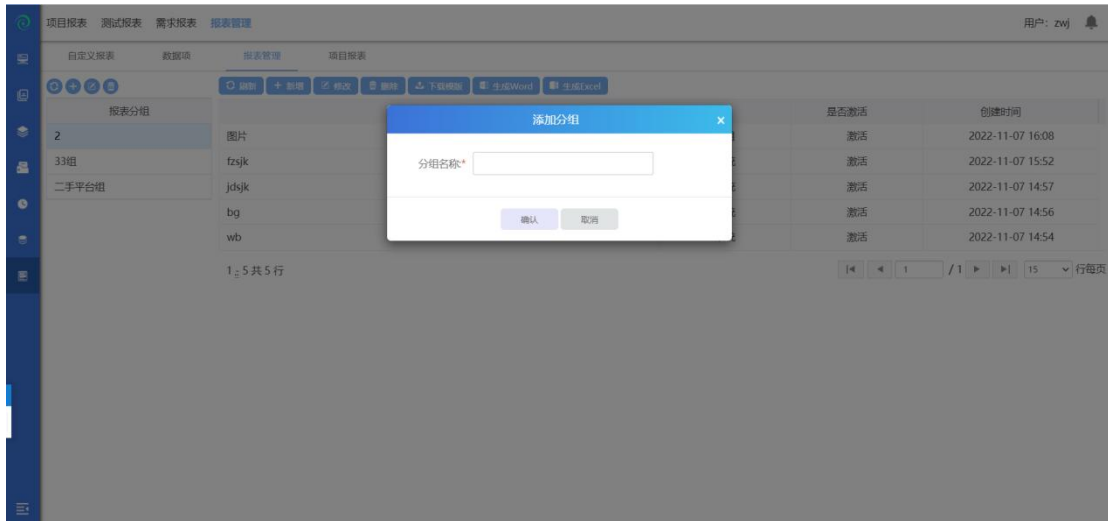 项目报表 测试报表 需求报表 报表管理 用户：zwj
自定义报表 数据项 报表管理 项目报表
刷新 新增 修改 删除 下载模版 生成Word 生成Excel
报表分组 是否激活 创建时间
添加分组 ×
2 图片 激活 2022-11-07 16:08
33组 fzsjk 激活 2022-11-07 15:52
分组名称:*
二手平台组 jdsjk 激活 2022-11-07 14:57
bg 激活 2022-11-07 14:56
确认 取消
wb 激活 2022-11-07 14:54
1 - 5 共 5 行 1 / 1 15 行每页